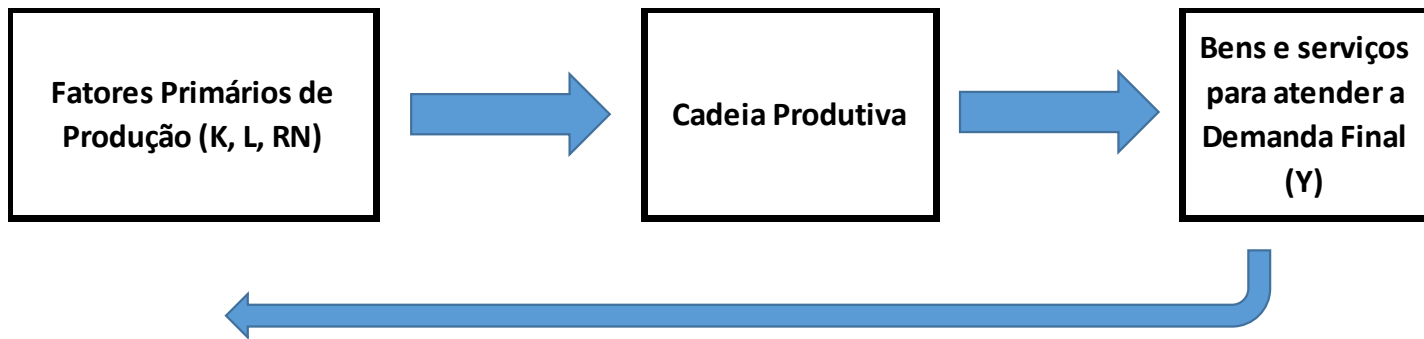 Fatores Primários de
Produção (K, L, RN)
Cadeia Produtiva
Bens e serviços
para atender a
Demanda Final
(Y)